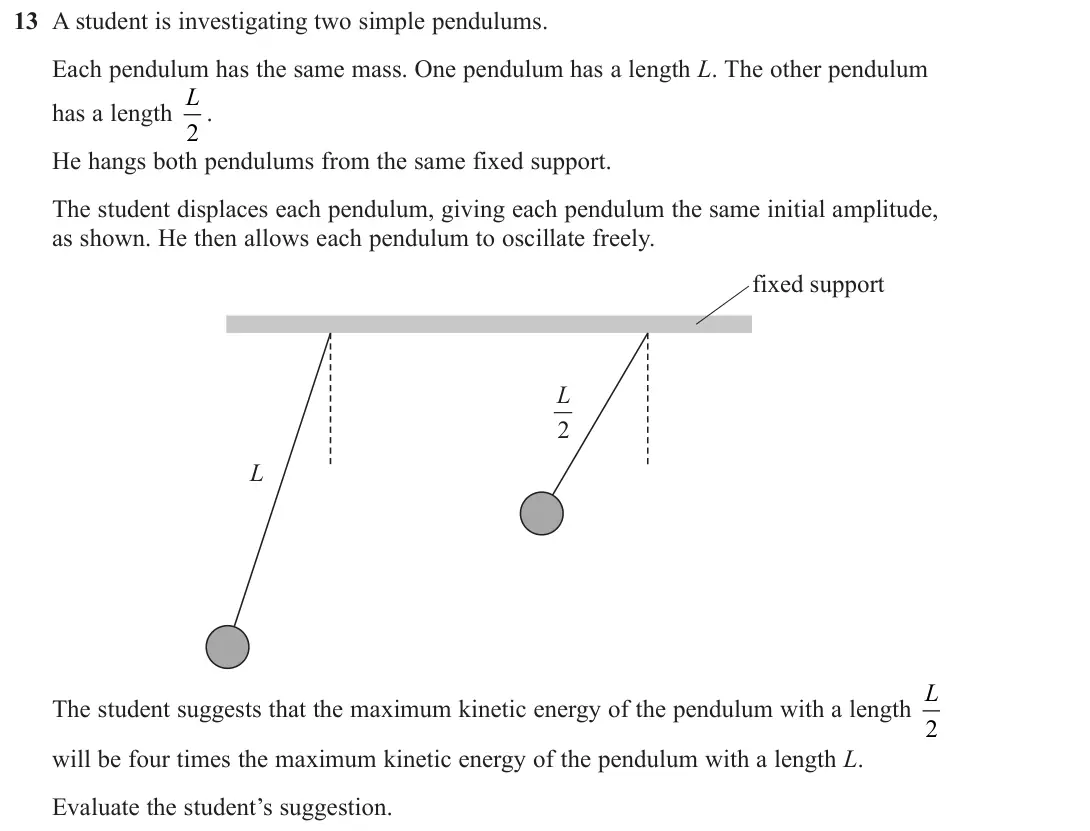 13 A student is investigating two simple pendulums.
Each pendulum has the same mass. One pendulum has a length L. The other pendulum
has a length L/2.
He hangs both pendulums from the same fixed support.
The student displaces each pendulum, giving each pendulum the same initial amplitude,
as shown. He then allows each pendulum to oscillate freely.
fixed support
L/2
L
The student suggests that the maximum kinetic energy of the pendulum with a length L/2
will be four times the maximum kinetic energy of the pendulum with a length L.
Evaluate the student’s suggestion.